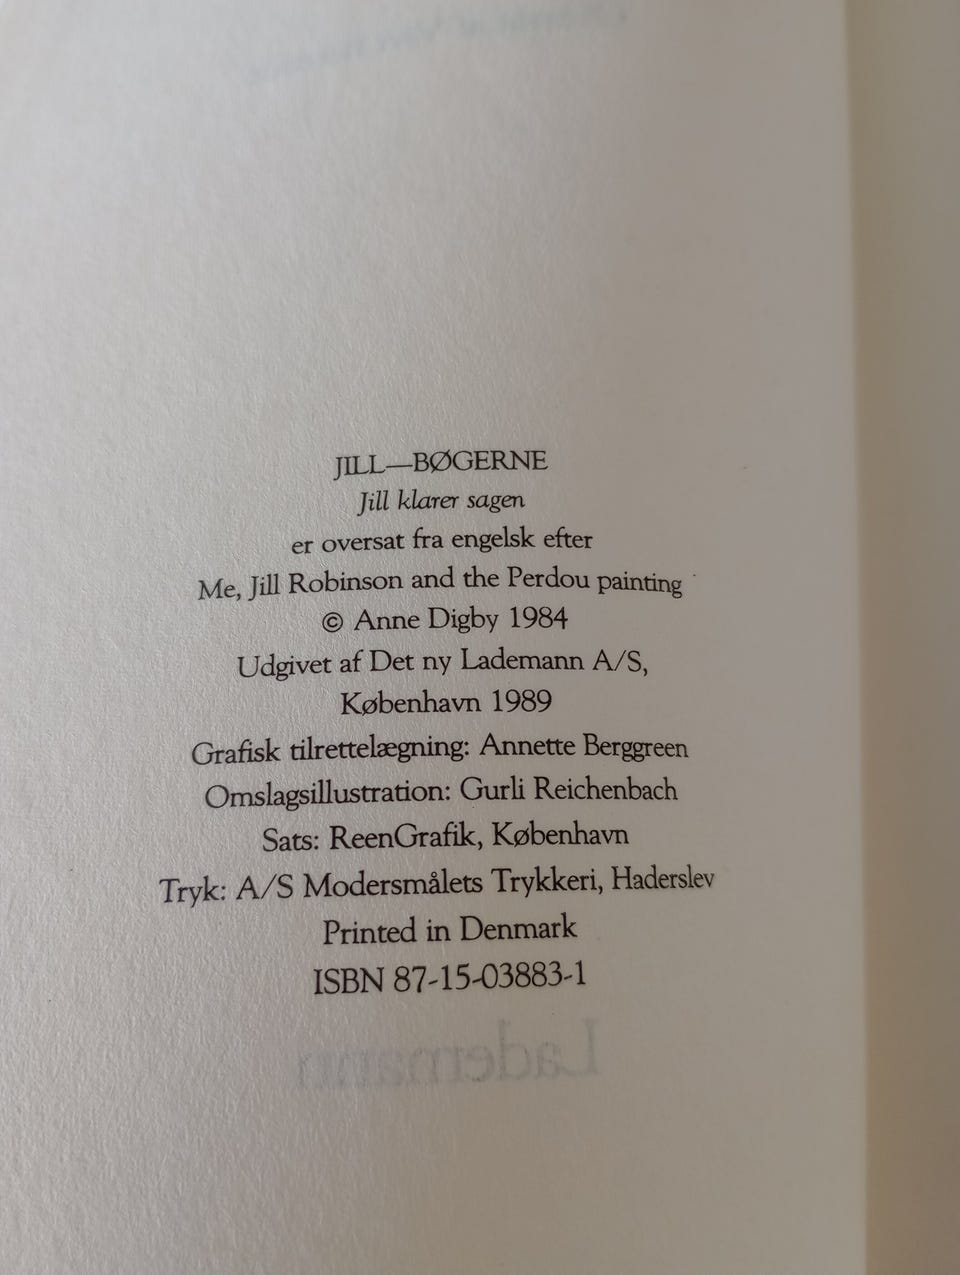 JILL—BØGERNE
Jill klarer sagen
er oversat fra engelsk efter
Me, Jill Robinson and the Perdou painting
© Anne Digby 1984
Udgivet af Det ny Lademann A/S,
København 1989
Grafisk tilrettelægning: Annette Berggreen
Omslagsillustration: Gurli Reichenbach
Sats: ReenGrafik, København
Tryk: A/S Modersmålets Trykkeri, Haderslev
Printed in Denmark
ISBN 87-15-03883-1
Lademann